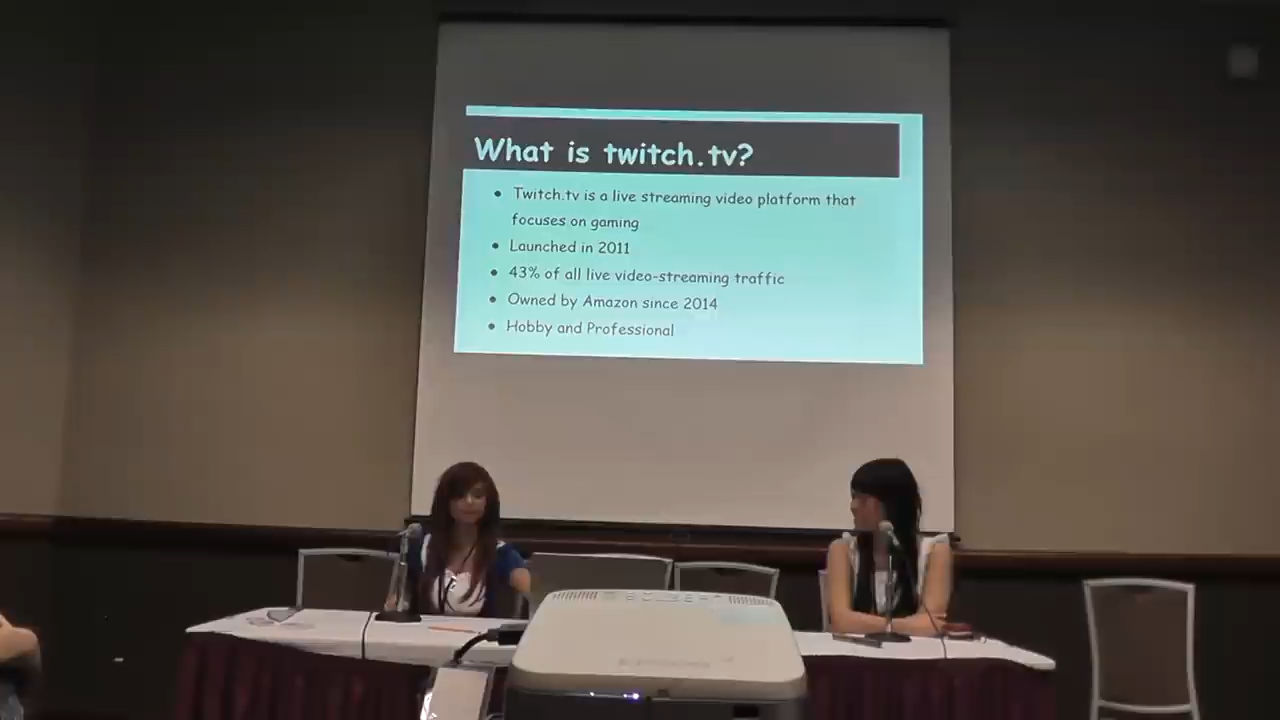 What is twitch.tv?
• Twitch.tv is a live streaming video platform that
focuses on gaming
• Launched in 2011
• 43% of all live video-streaming traffic
• Owned by Amazon since 2014
• Hobby and Professional